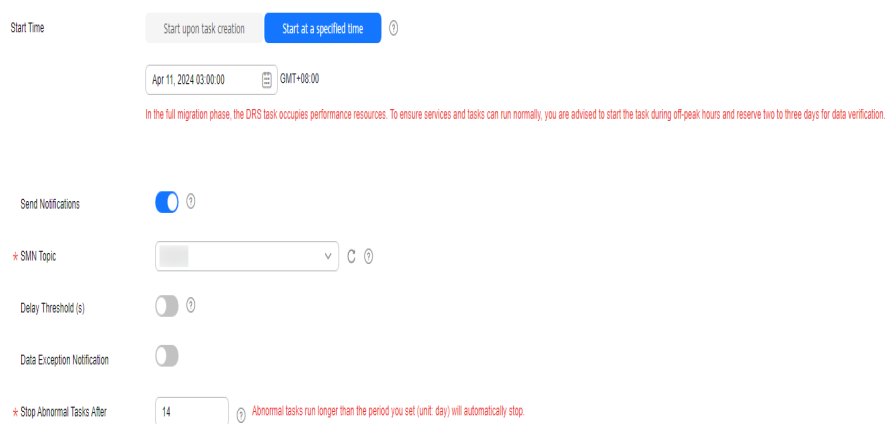 Start Time
Start upon task creation
Start at a specified time
Apr 11, 2024 03:00:00
GMT+08:00
In the full migration phase, the DRS task occupies performance resources. To ensure services and tasks can run normally, you are advised to start the task during off-peak hours and reserve two to three days for data verification.
Send Notifications
* SMN Topic
Delay Threshold (s)
Data Exception Notification
* Stop Abnormal Tasks After
14
Abnormal tasks run longer than the period you set (unit: day) will automatically stop.